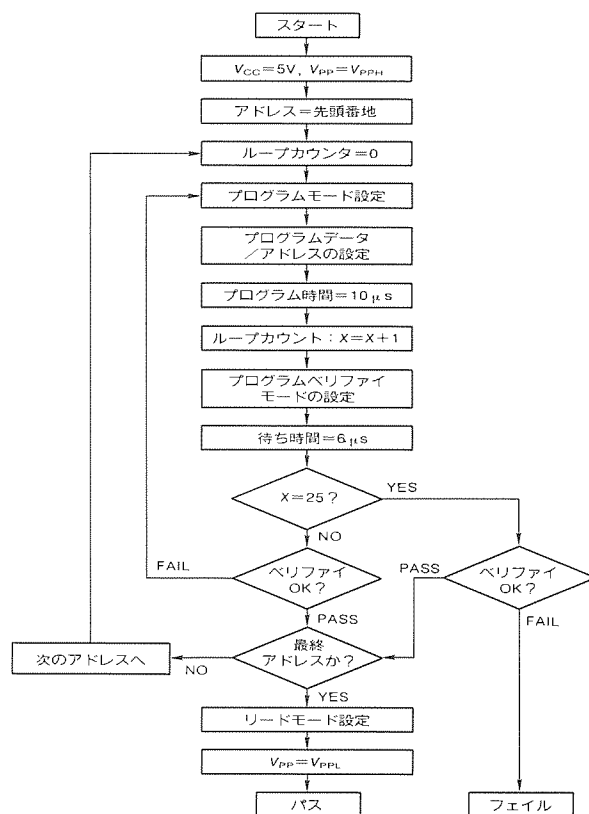 スタート
VCC=5V, VPP=VPPH
アドレス=先頭番地
ループカウンタ=0
プログラムモード設定
プログラムデータ
／アドレスの設定
プログラム時間=10μs
ループカウント：X=X+1
プログラムベリファイ
モードの設定
待ち時間=6μs
X=25？
YES
NO
FAIL
ベリファイ
OK？
PASS
ベリファイ
OK？
PASS
FAIL
次のアドレスへ
NO
最終
アドレスか？
YES
リードモード設定
VPP=VPPL
パス
フェイル